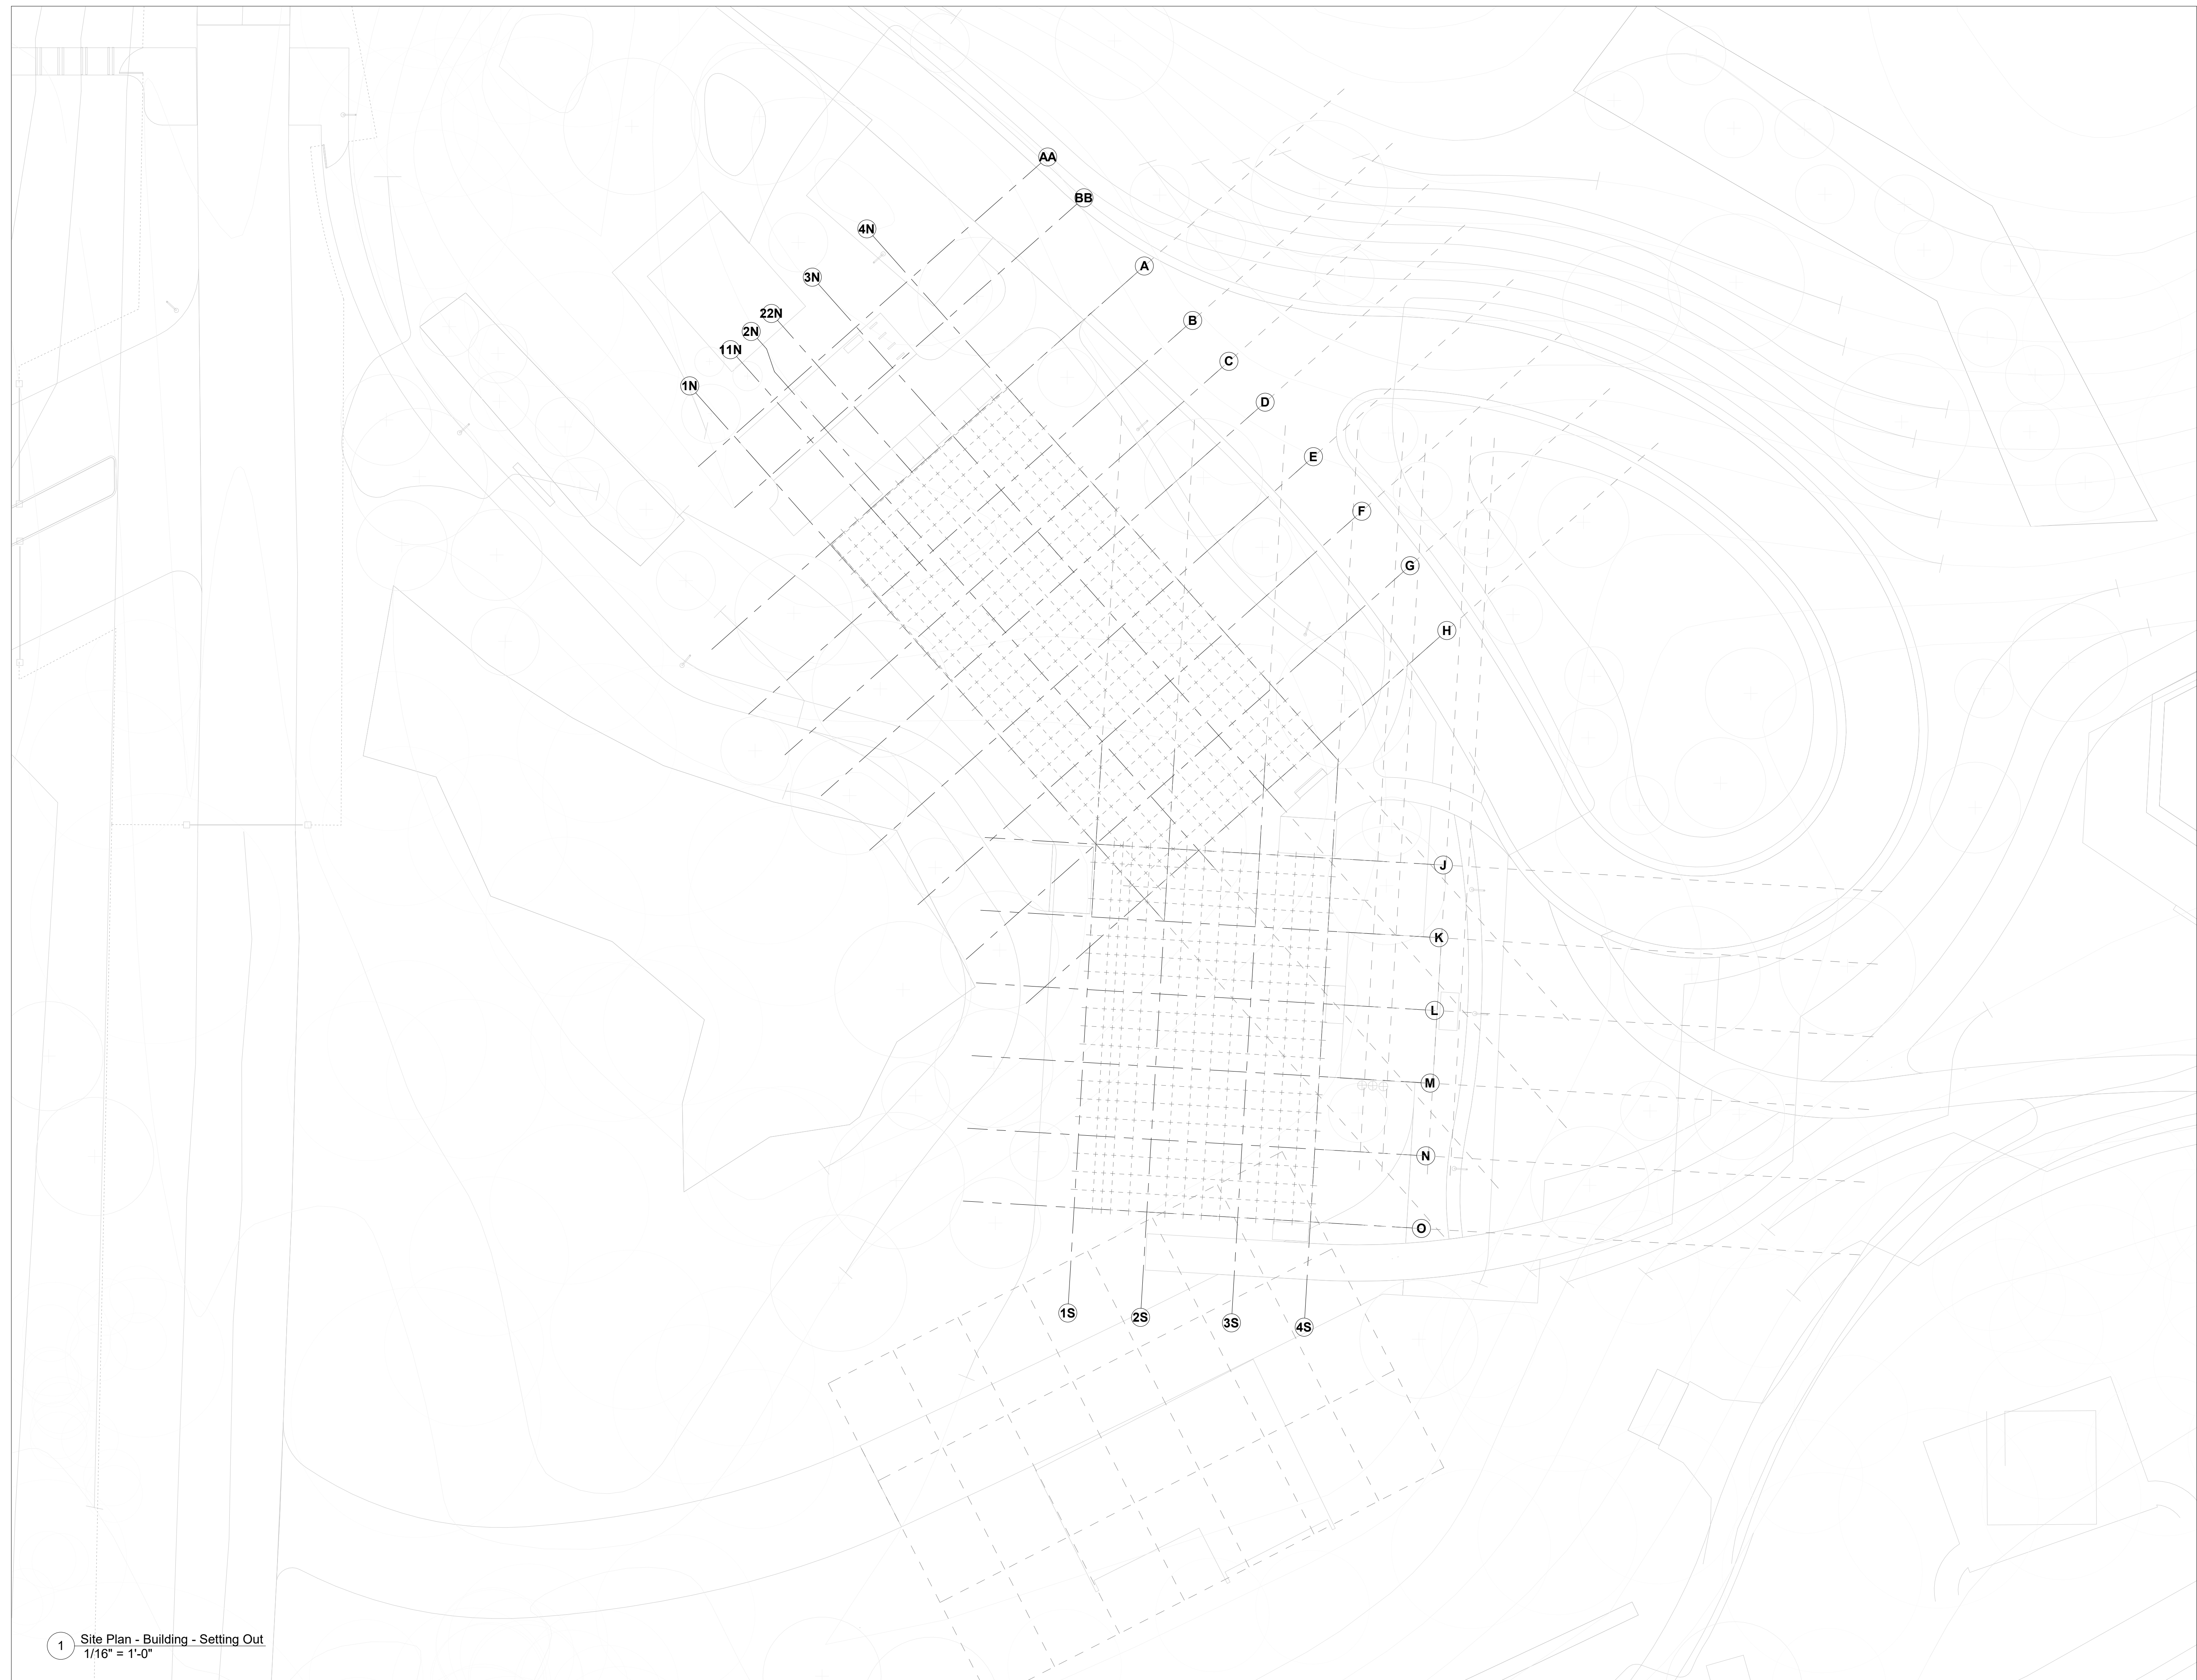 AA
BB
4N
A
3N
22N
B
2N
11N
C
1N
D
E
F
G
H
J
K
L
M
N
O
1S
2S
3S
4S
1 Site Plan - Building - Setting Out
1/16" = 1'-0"